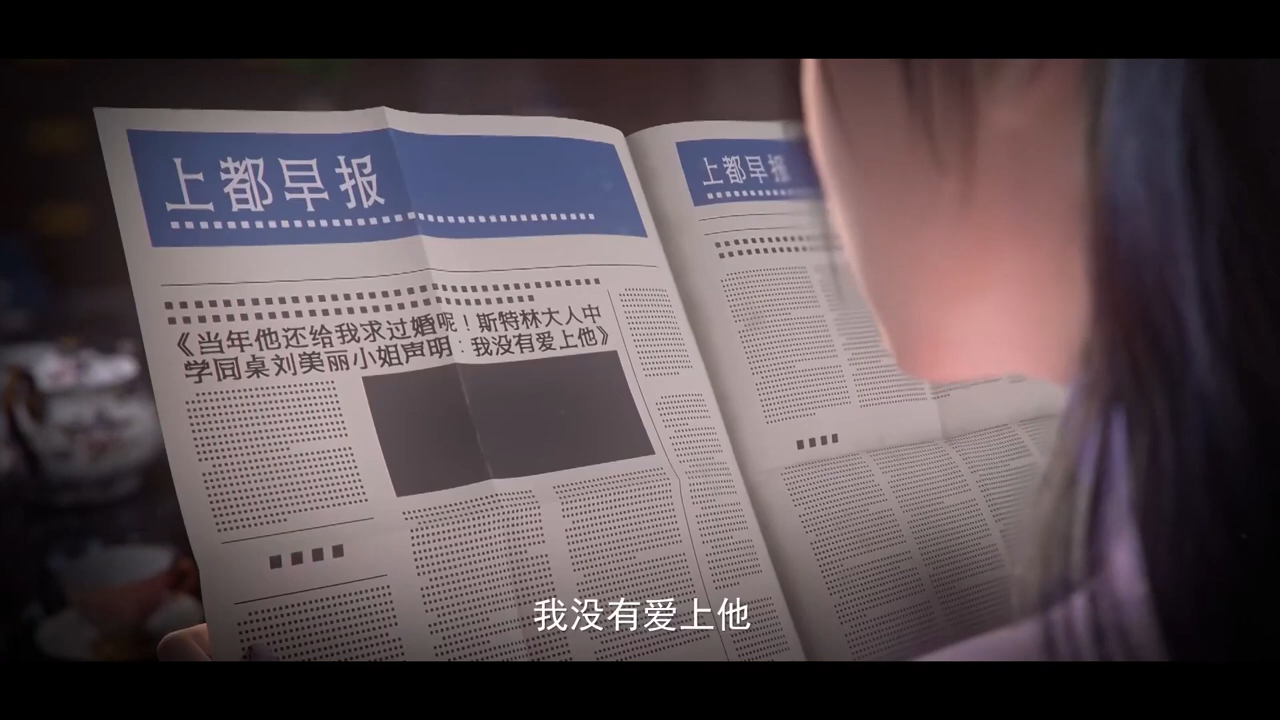 上都早报
上都早报
《当年他还给我求过婚呢！斯特林大人中
学同桌刘美丽小姐声明：我没有爱上他》
我没有爱上他